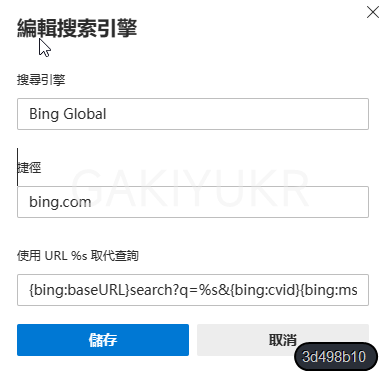 編輯搜索引擎
搜尋引擎
Bing Global
捷徑
GAKIYUKR
bing.com
使用 URL %s 取代查詢
{bing:baseURL}search?q=%s&{bing:cvid}{bing:ms
儲存
取消
3d498b10